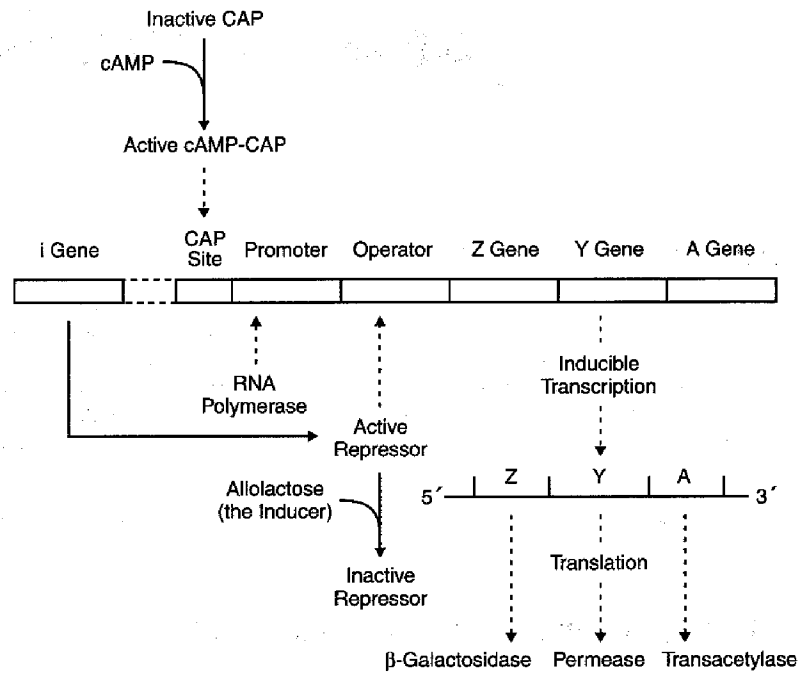 Inactive CAP
cAMP
Active cAMP-CAP
i Gene
CAP
Site
Promoter
Operator
Z Gene
Y Gene
A Gene
RNA
Polymerase
Active
Repressor
Allolactose
(the Inducer)
Inactive
Repressor
Inducible
Transcription
5´ Z Y A 3´
Translation
β-Galactosidase Permease Transacetylase